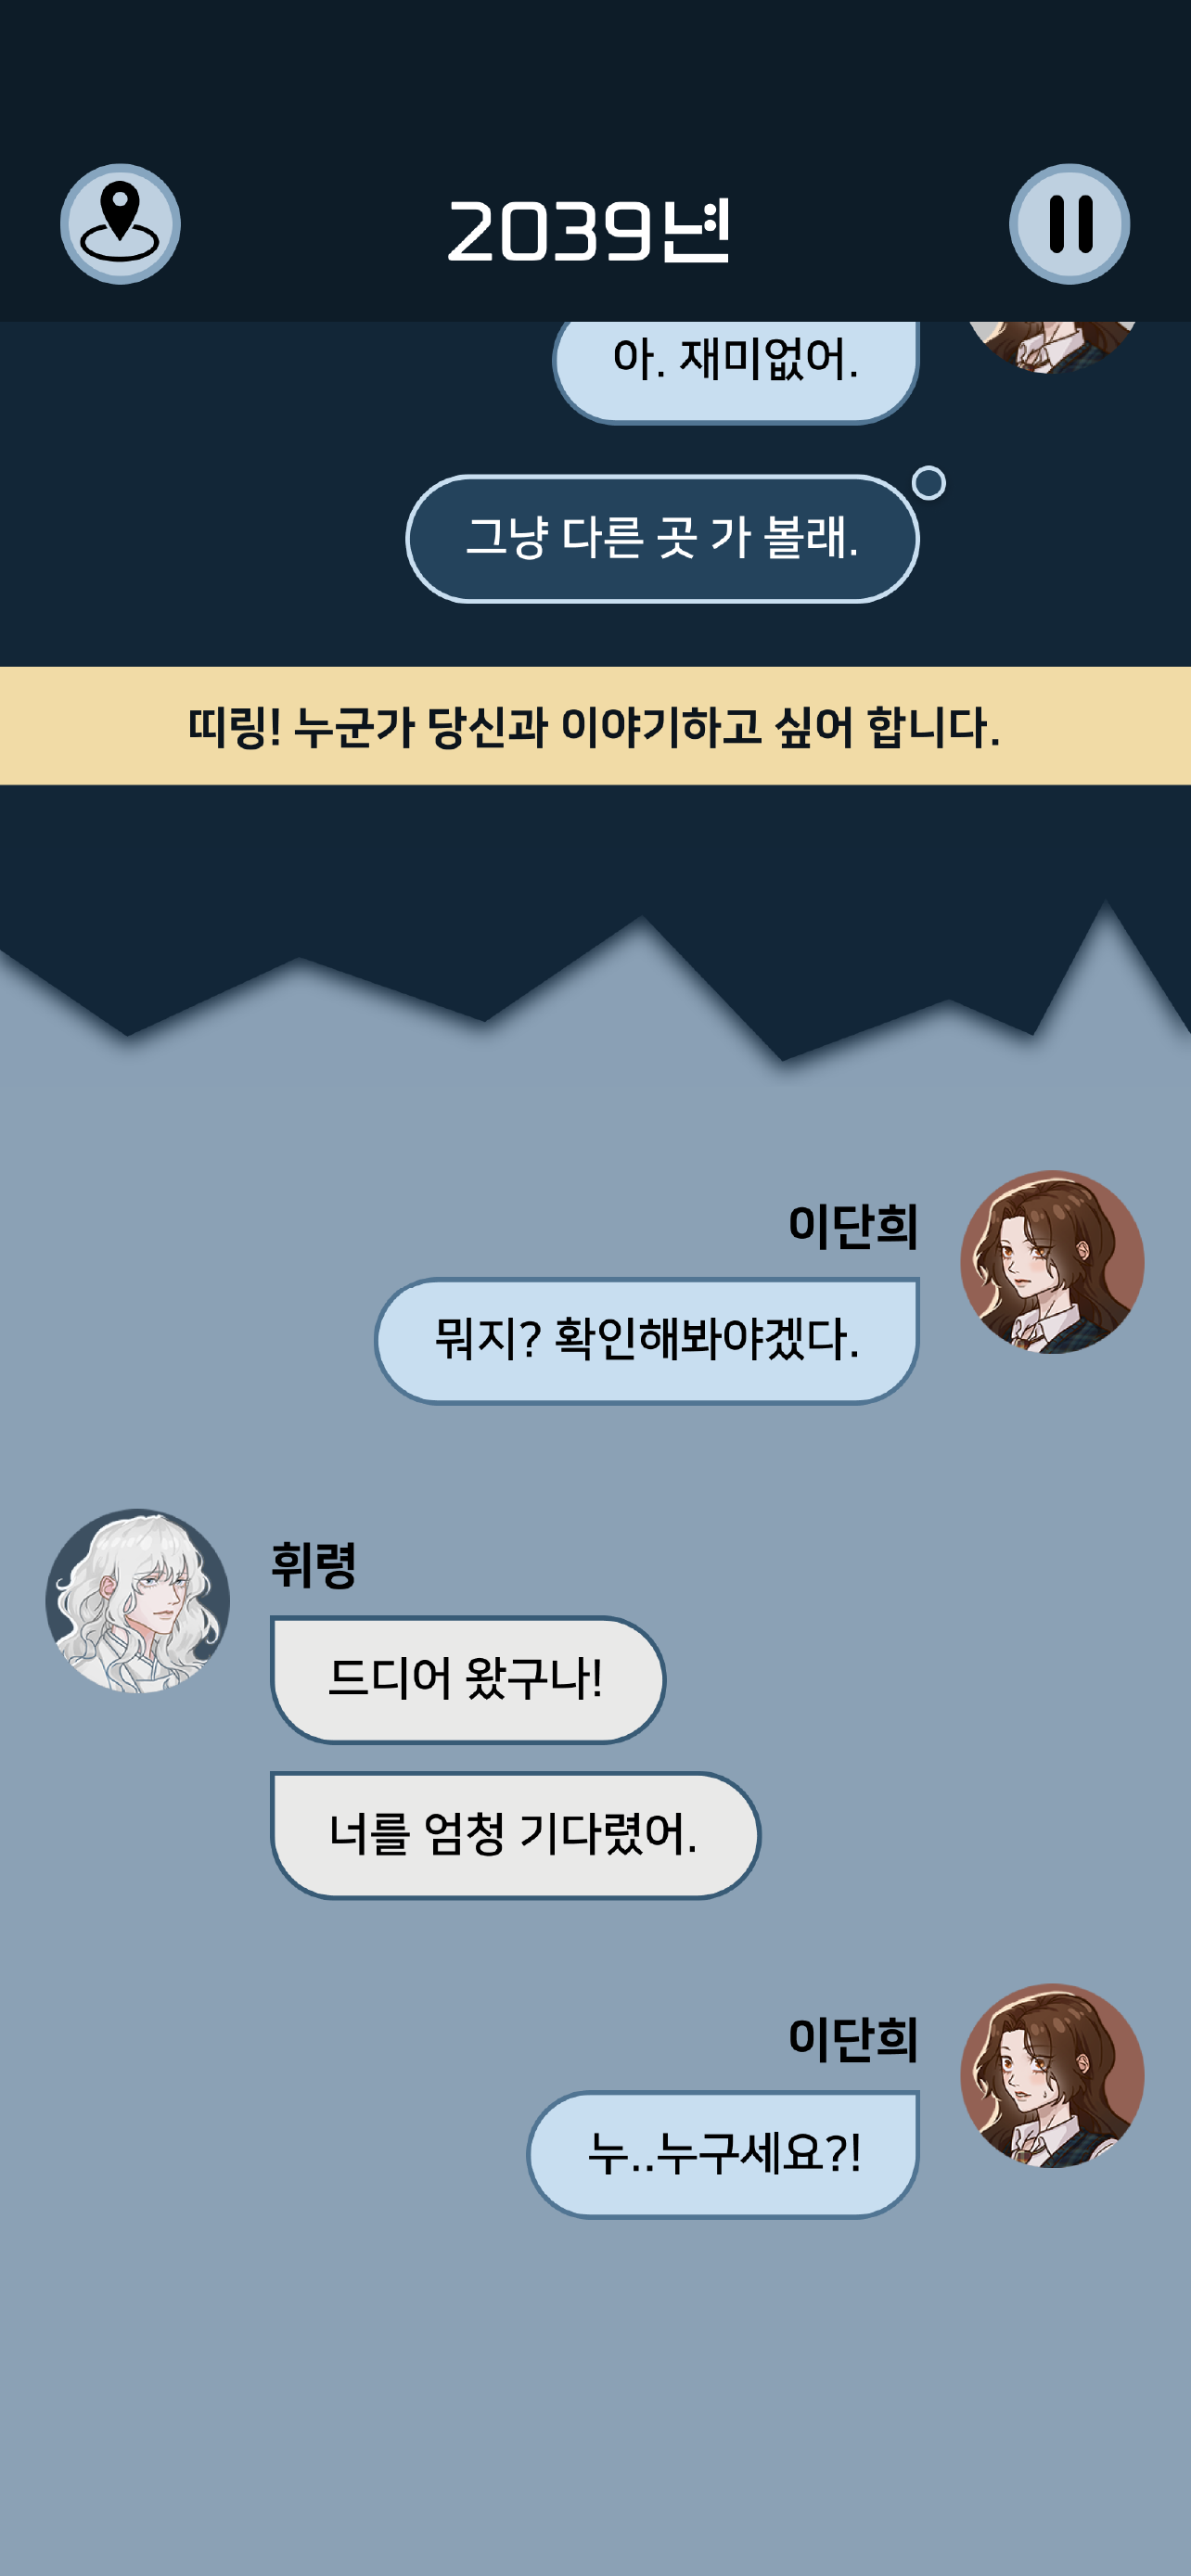 2039년
아. 재미없어.
그냥 다른 곳 가 볼래.
띠링! 누군가 당신과 이야기하고 싶어 합니다.
이단희
뭐지? 확인해봐야겠다.
휘령
드디어 왔구나!
너를 엄청 기다렸어.
이단희
누..누구세요?!